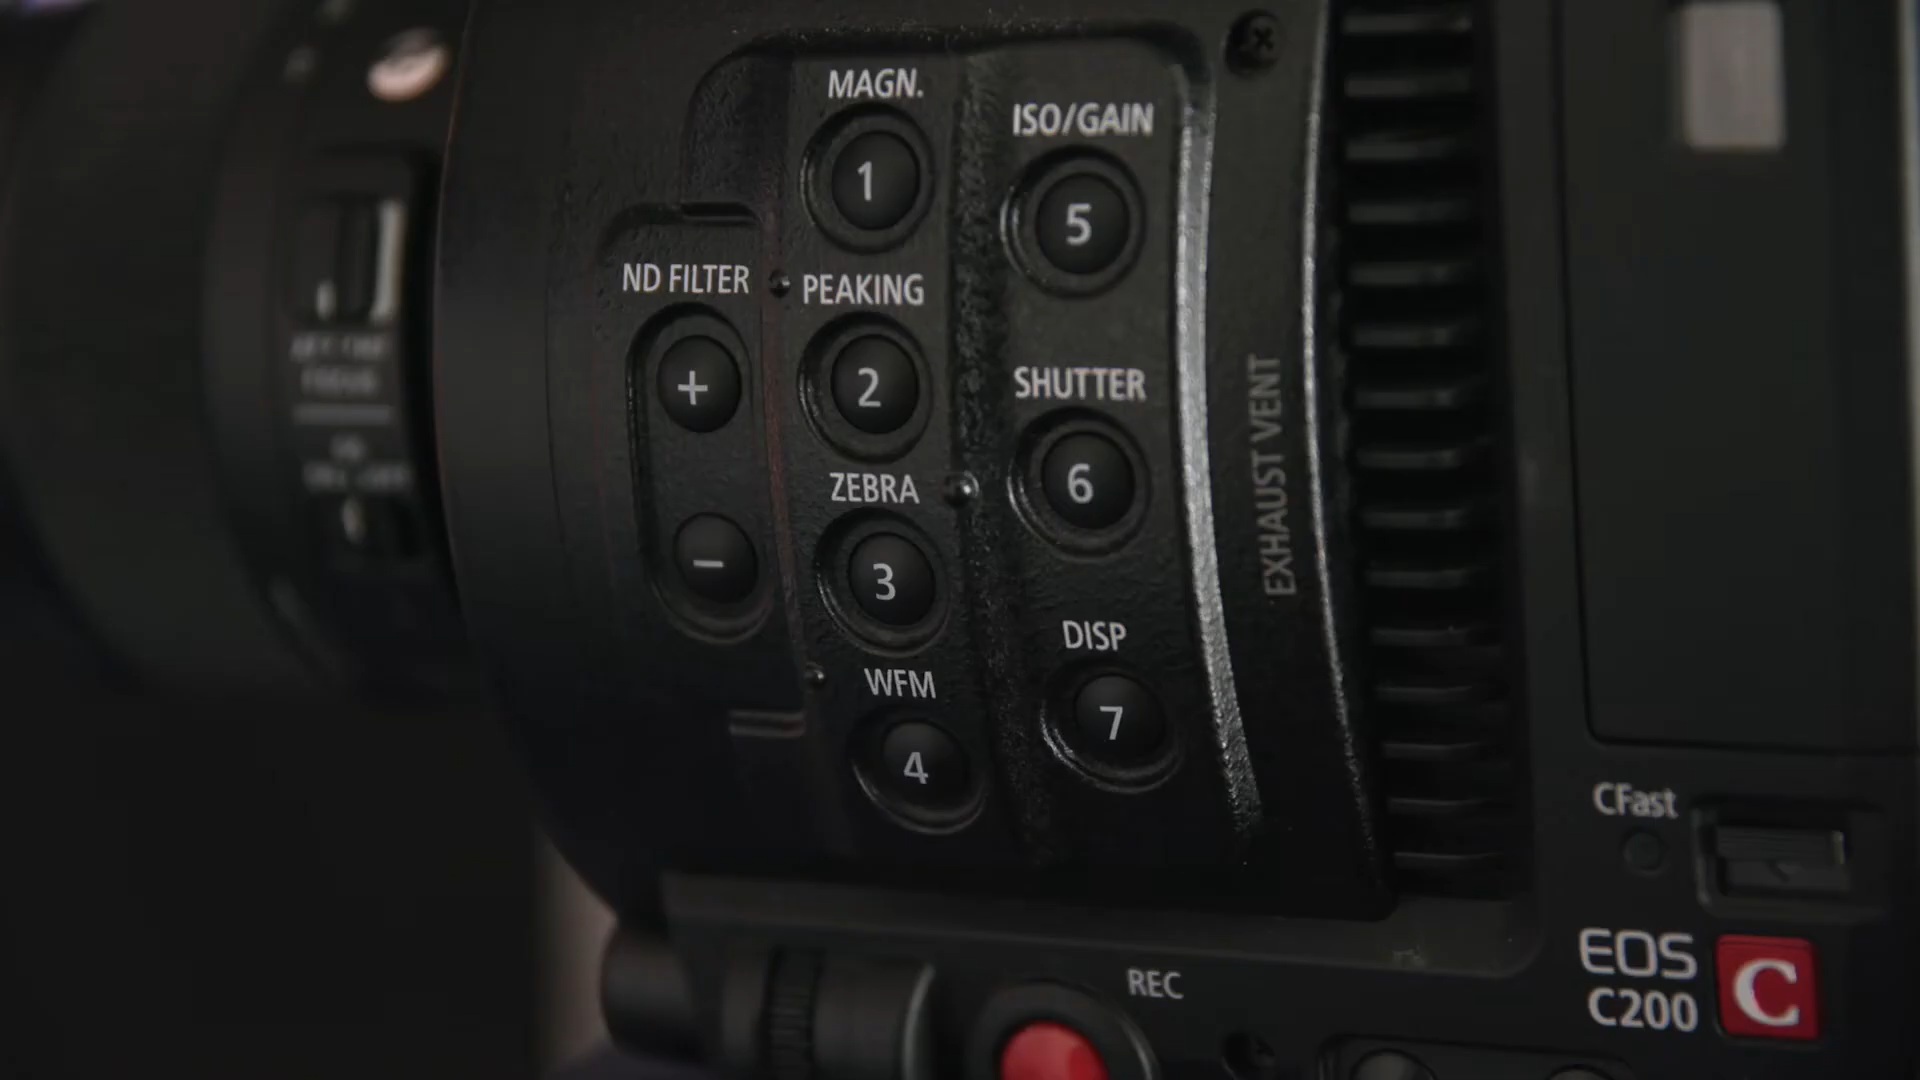 MAGN.
1
ISO/GAIN
5
ND FILTER
+
−
PEAKING
2
SHUTTER
6
ZEBRA
3
DISP
7
WFM
4
EXHAUST VENT
CFast
EOS
C200
C
REC